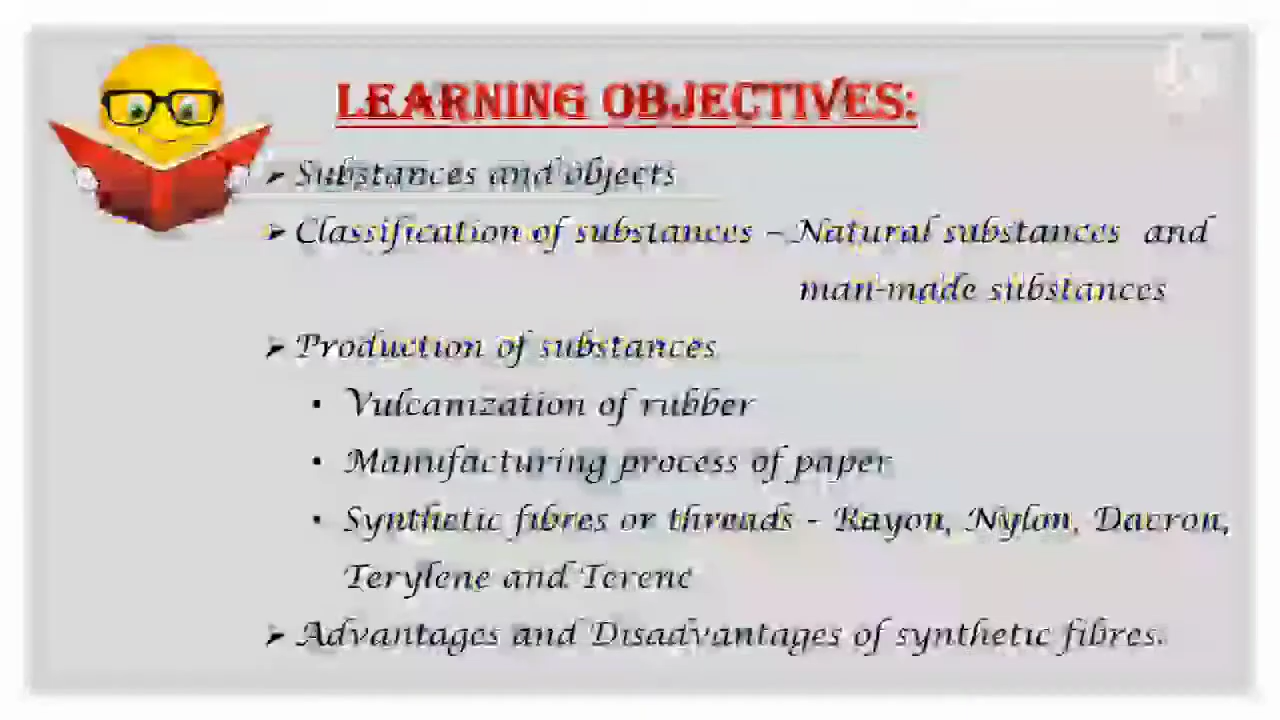 LEARNING OBJECTIVES:
➤ Substances and objects
➤ Classification of substances – Natural substances and
man-made substances
➤ Production of substances
• Vulcanization of rubber
• Manufacturing process of paper
• Synthetic fibres or threads - Rayon, Nylon, Dacron,
Terylene and Terene
➤ Advantages and Disadvantages of synthetic fibres.